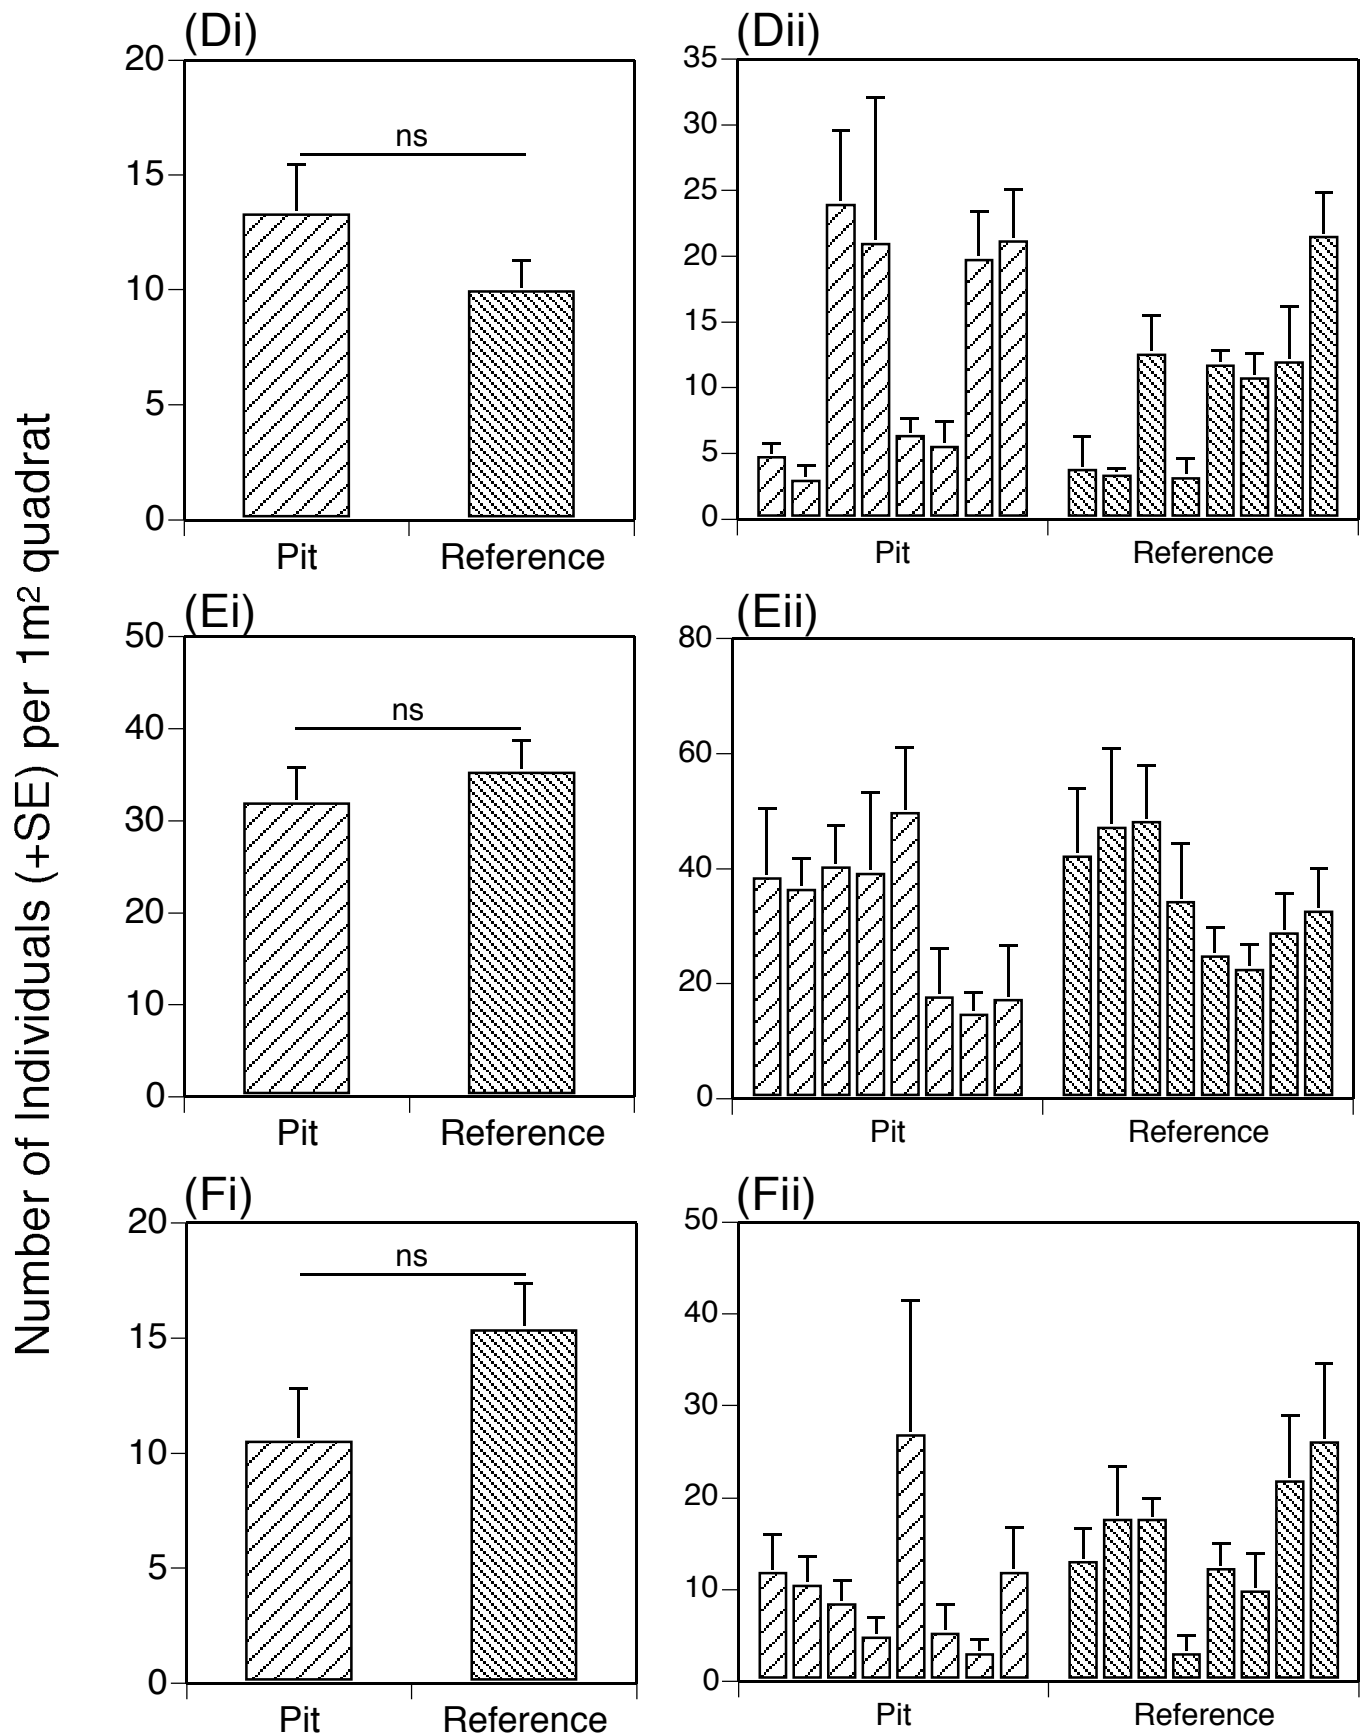 Number of Individuals (+SE) per 1m² quadrat
(Di)
20
15
10
5
0
ns
Pit
Reference
(Dii)
35
30
25
20
15
10
5
0
Pit
Reference
(Ei)
50
40
30
20
10
0
ns
Pit
Reference
(Eii)
80
60
40
20
0
Pit
Reference
(Fi)
20
15
10
5
0
ns
Pit
Reference
(Fii)
50
40
30
20
10
0
Pit
Reference